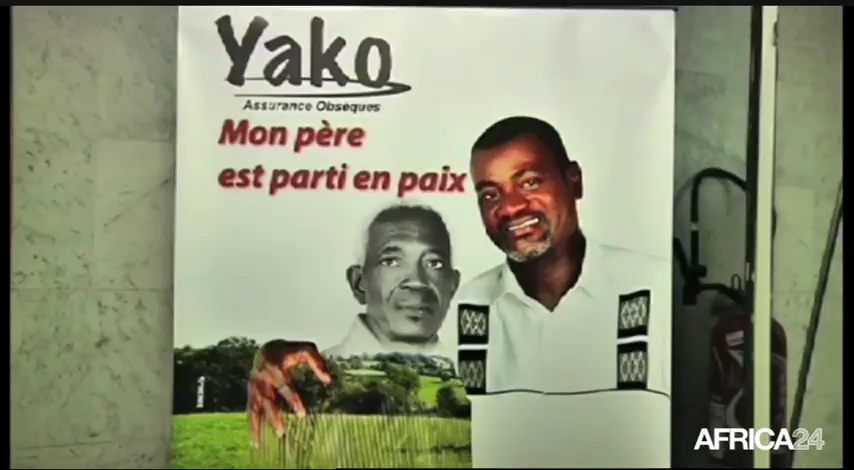 Yako
Assurance Obsèques
Mon père
est parti en paix
AFRICA24